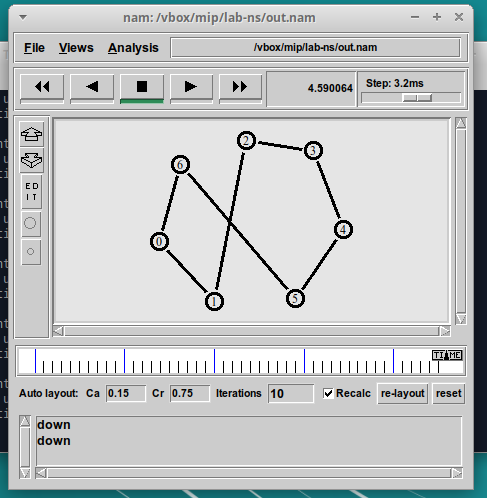 nam: /vbox/mip/lab-ns/out.nam
File Views Analysis /vbox/mip/lab-ns/out.nam
4.590064 Step: 3.2ms
EDIT
2
3
6
4
0
5
1
TIME
Auto layout: Ca 0.15 Cr 0.75 Iterations 10 Recalc re-layout reset
down
down